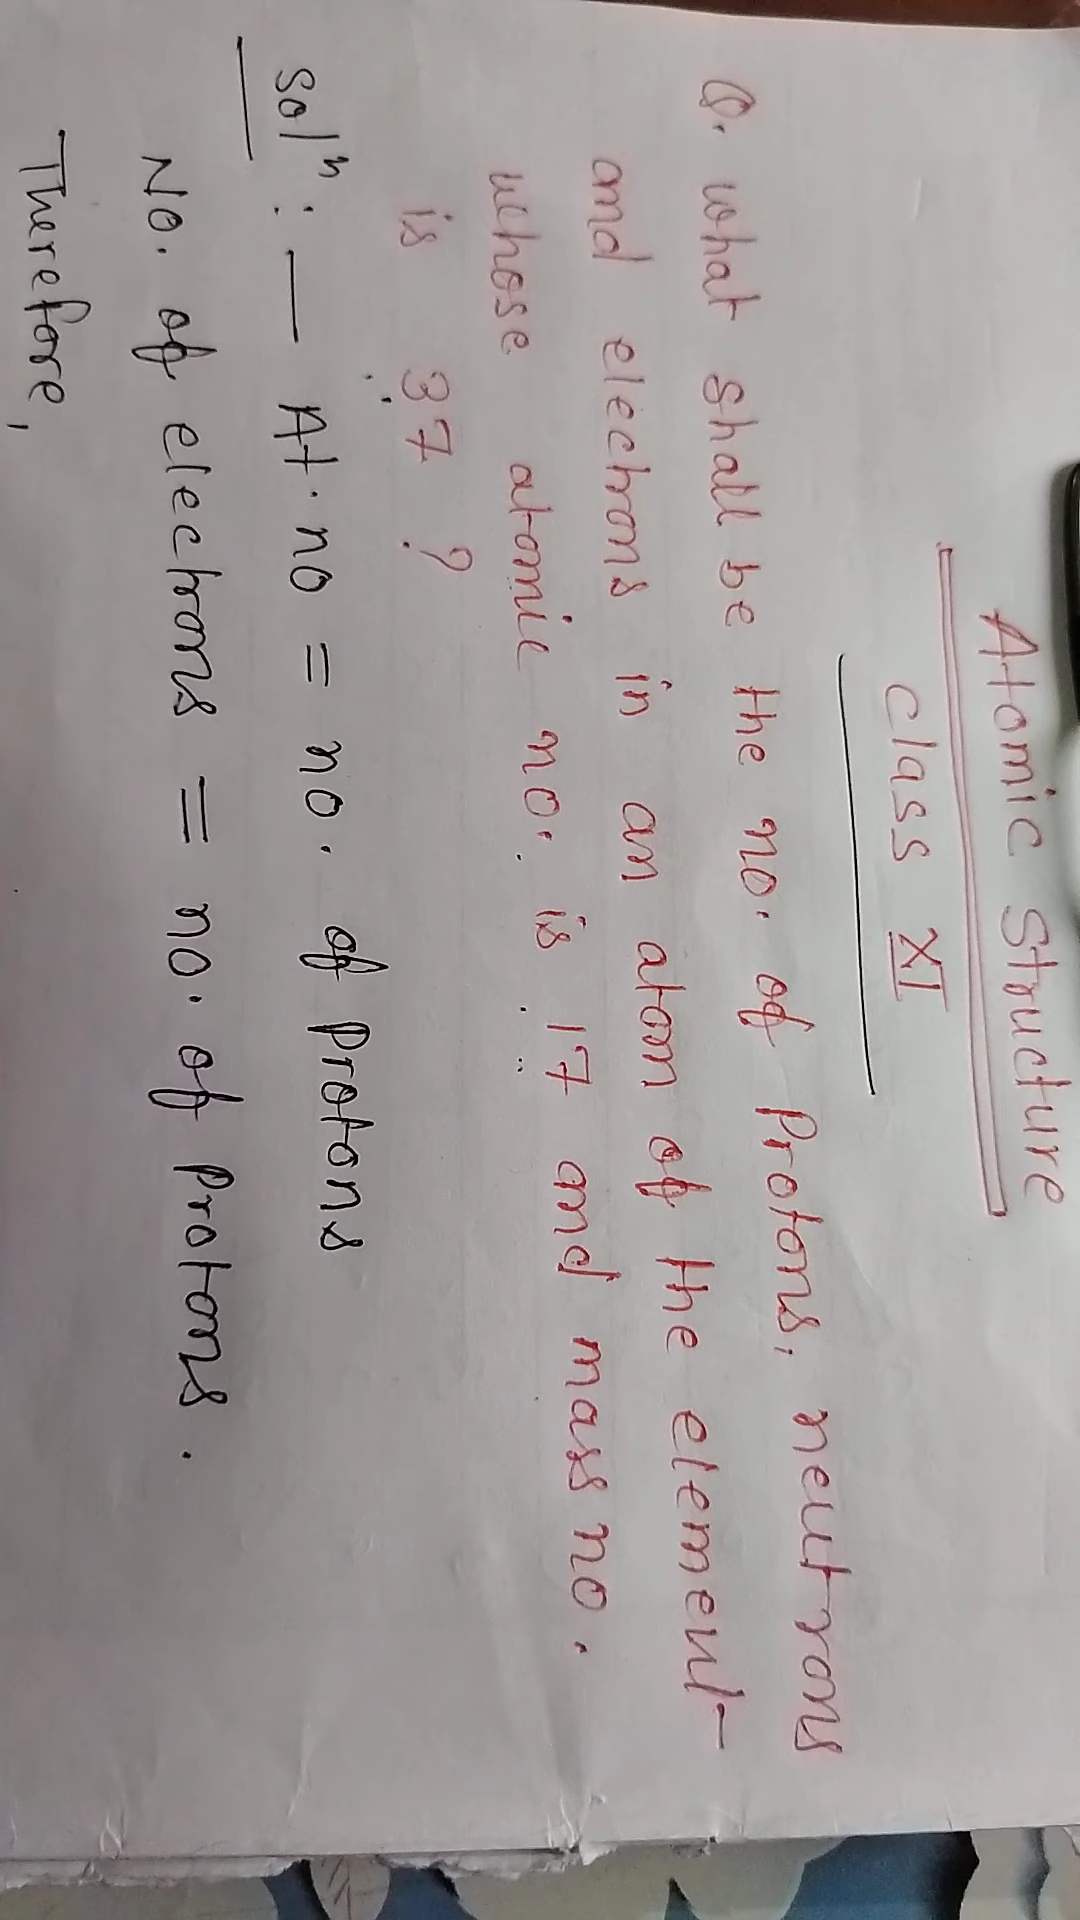 Atomic Structure
class XI
Q. what shall be the no. of Protons, neutrons
and electrons in an atom of the element
whose atomic no. is 17 and mass no.
is 37 ?
Solⁿ : — At. no = no. of Protons
No. of electrons = no. of Protons.
Therefore,